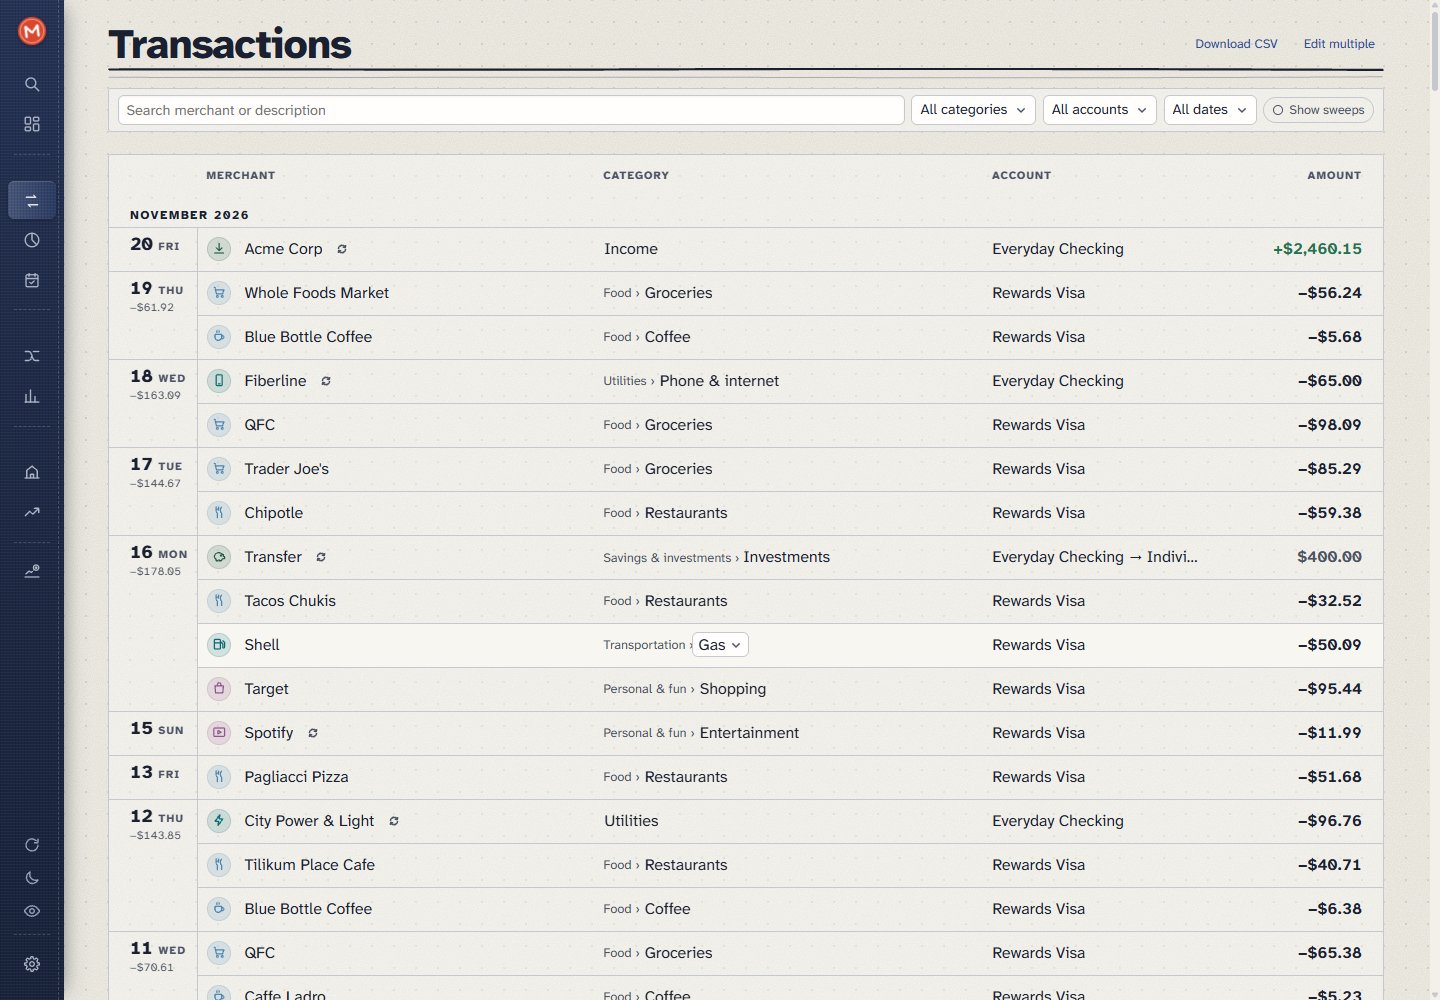 M
Transactions
Download CSV Edit multiple
Search merchant or description All categories All accounts All dates Show sweeps
MERCHANT CATEGORY ACCOUNT AMOUNT
NOVEMBER 2026
20 FRI Acme Corp Income Everyday Checking +$2,460.15
19 THU Whole Foods Market Food › Groceries Rewards Visa –$56.24
–$61.92
Blue Bottle Coffee Food › Coffee Rewards Visa –$5.68
18 WED Fiberline Utilities › Phone & internet Everyday Checking –$65.00
–$163.09
QFC Food › Groceries Rewards Visa –$98.09
17 TUE Trader Joe's Food › Groceries Rewards Visa –$85.29
–$144.67
Chipotle Food › Restaurants Rewards Visa –$59.38
16 MON Transfer Savings & investments › Investments Everyday Checking → Indivi... $400.00
–$178.05
Tacos Chukis Food › Restaurants Rewards Visa –$32.52
Shell Transportation › Gas Rewards Visa –$50.09
Target Personal & fun › Shopping Rewards Visa –$95.44
15 SUN Spotify Personal & fun › Entertainment Rewards Visa –$11.99
13 FRI Pagliacci Pizza Food › Restaurants Rewards Visa –$51.68
12 THU City Power & Light Utilities Everyday Checking –$96.76
–$143.85
Tilikum Place Cafe Food › Restaurants Rewards Visa –$40.71
Blue Bottle Coffee Food › Coffee Rewards Visa –$6.38
11 WED QFC Food › Groceries Rewards Visa –$65.38
–$70.61
Caffe Ladro Food › Coffee Rewards Visa –$5.23